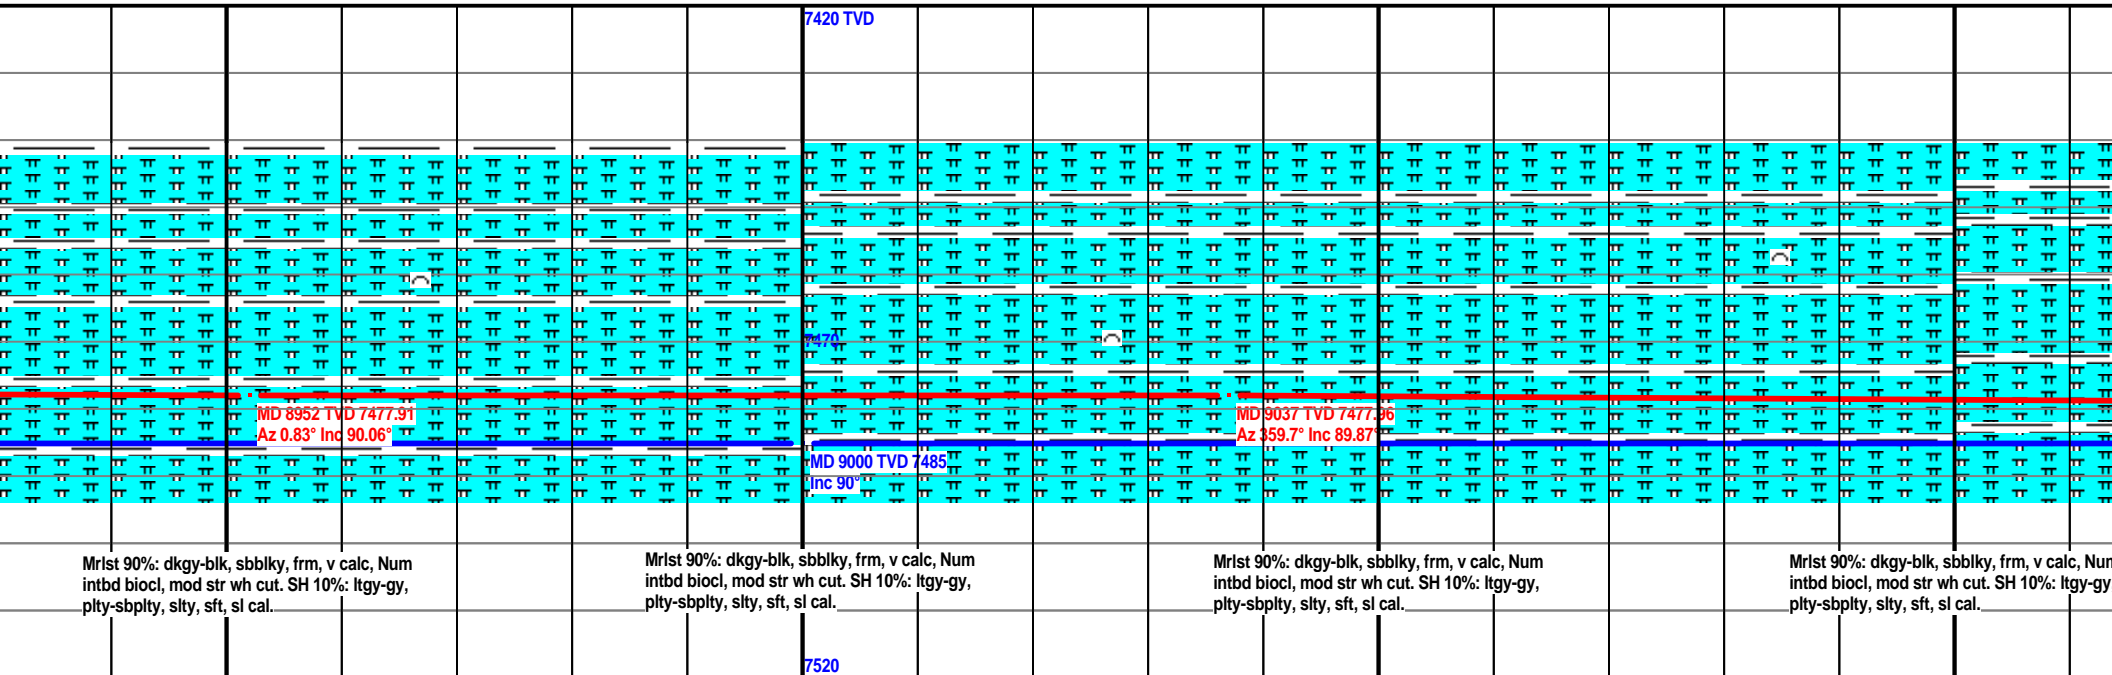 7420 TVD
7470
MD 8952 TVD 7477.91
Az 0.83° Inc 90.06°
MD 9037 TVD 7477.96
Az 359.7° Inc 89.87°
MD 9000 TVD 7485
Inc 90°
Mrlst 90%: dkgy-blk, sbblky, frm, v calc, Num
intbd biocl, mod str wh cut. SH 10%: ltgy-gy,
plty-sbplty, slty, sft, sl cal.
Mrlst 90%: dkgy-blk, sbblky, frm, v calc, Num
intbd biocl, mod str wh cut. SH 10%: ltgy-gy,
plty-sbplty, slty, sft, sl cal.
Mrlst 90%: dkgy-blk, sbblky, frm, v calc, Num
intbd biocl, mod str wh cut. SH 10%: ltgy-gy,
plty-sbplty, slty, sft, sl cal.
Mrlst 90%: dkgy-blk, sbblky, frm, v calc, Num
intbd biocl, mod str wh cut. SH 10%: ltgy-gy
plty-sbplty, slty, sft, sl cal.
7520